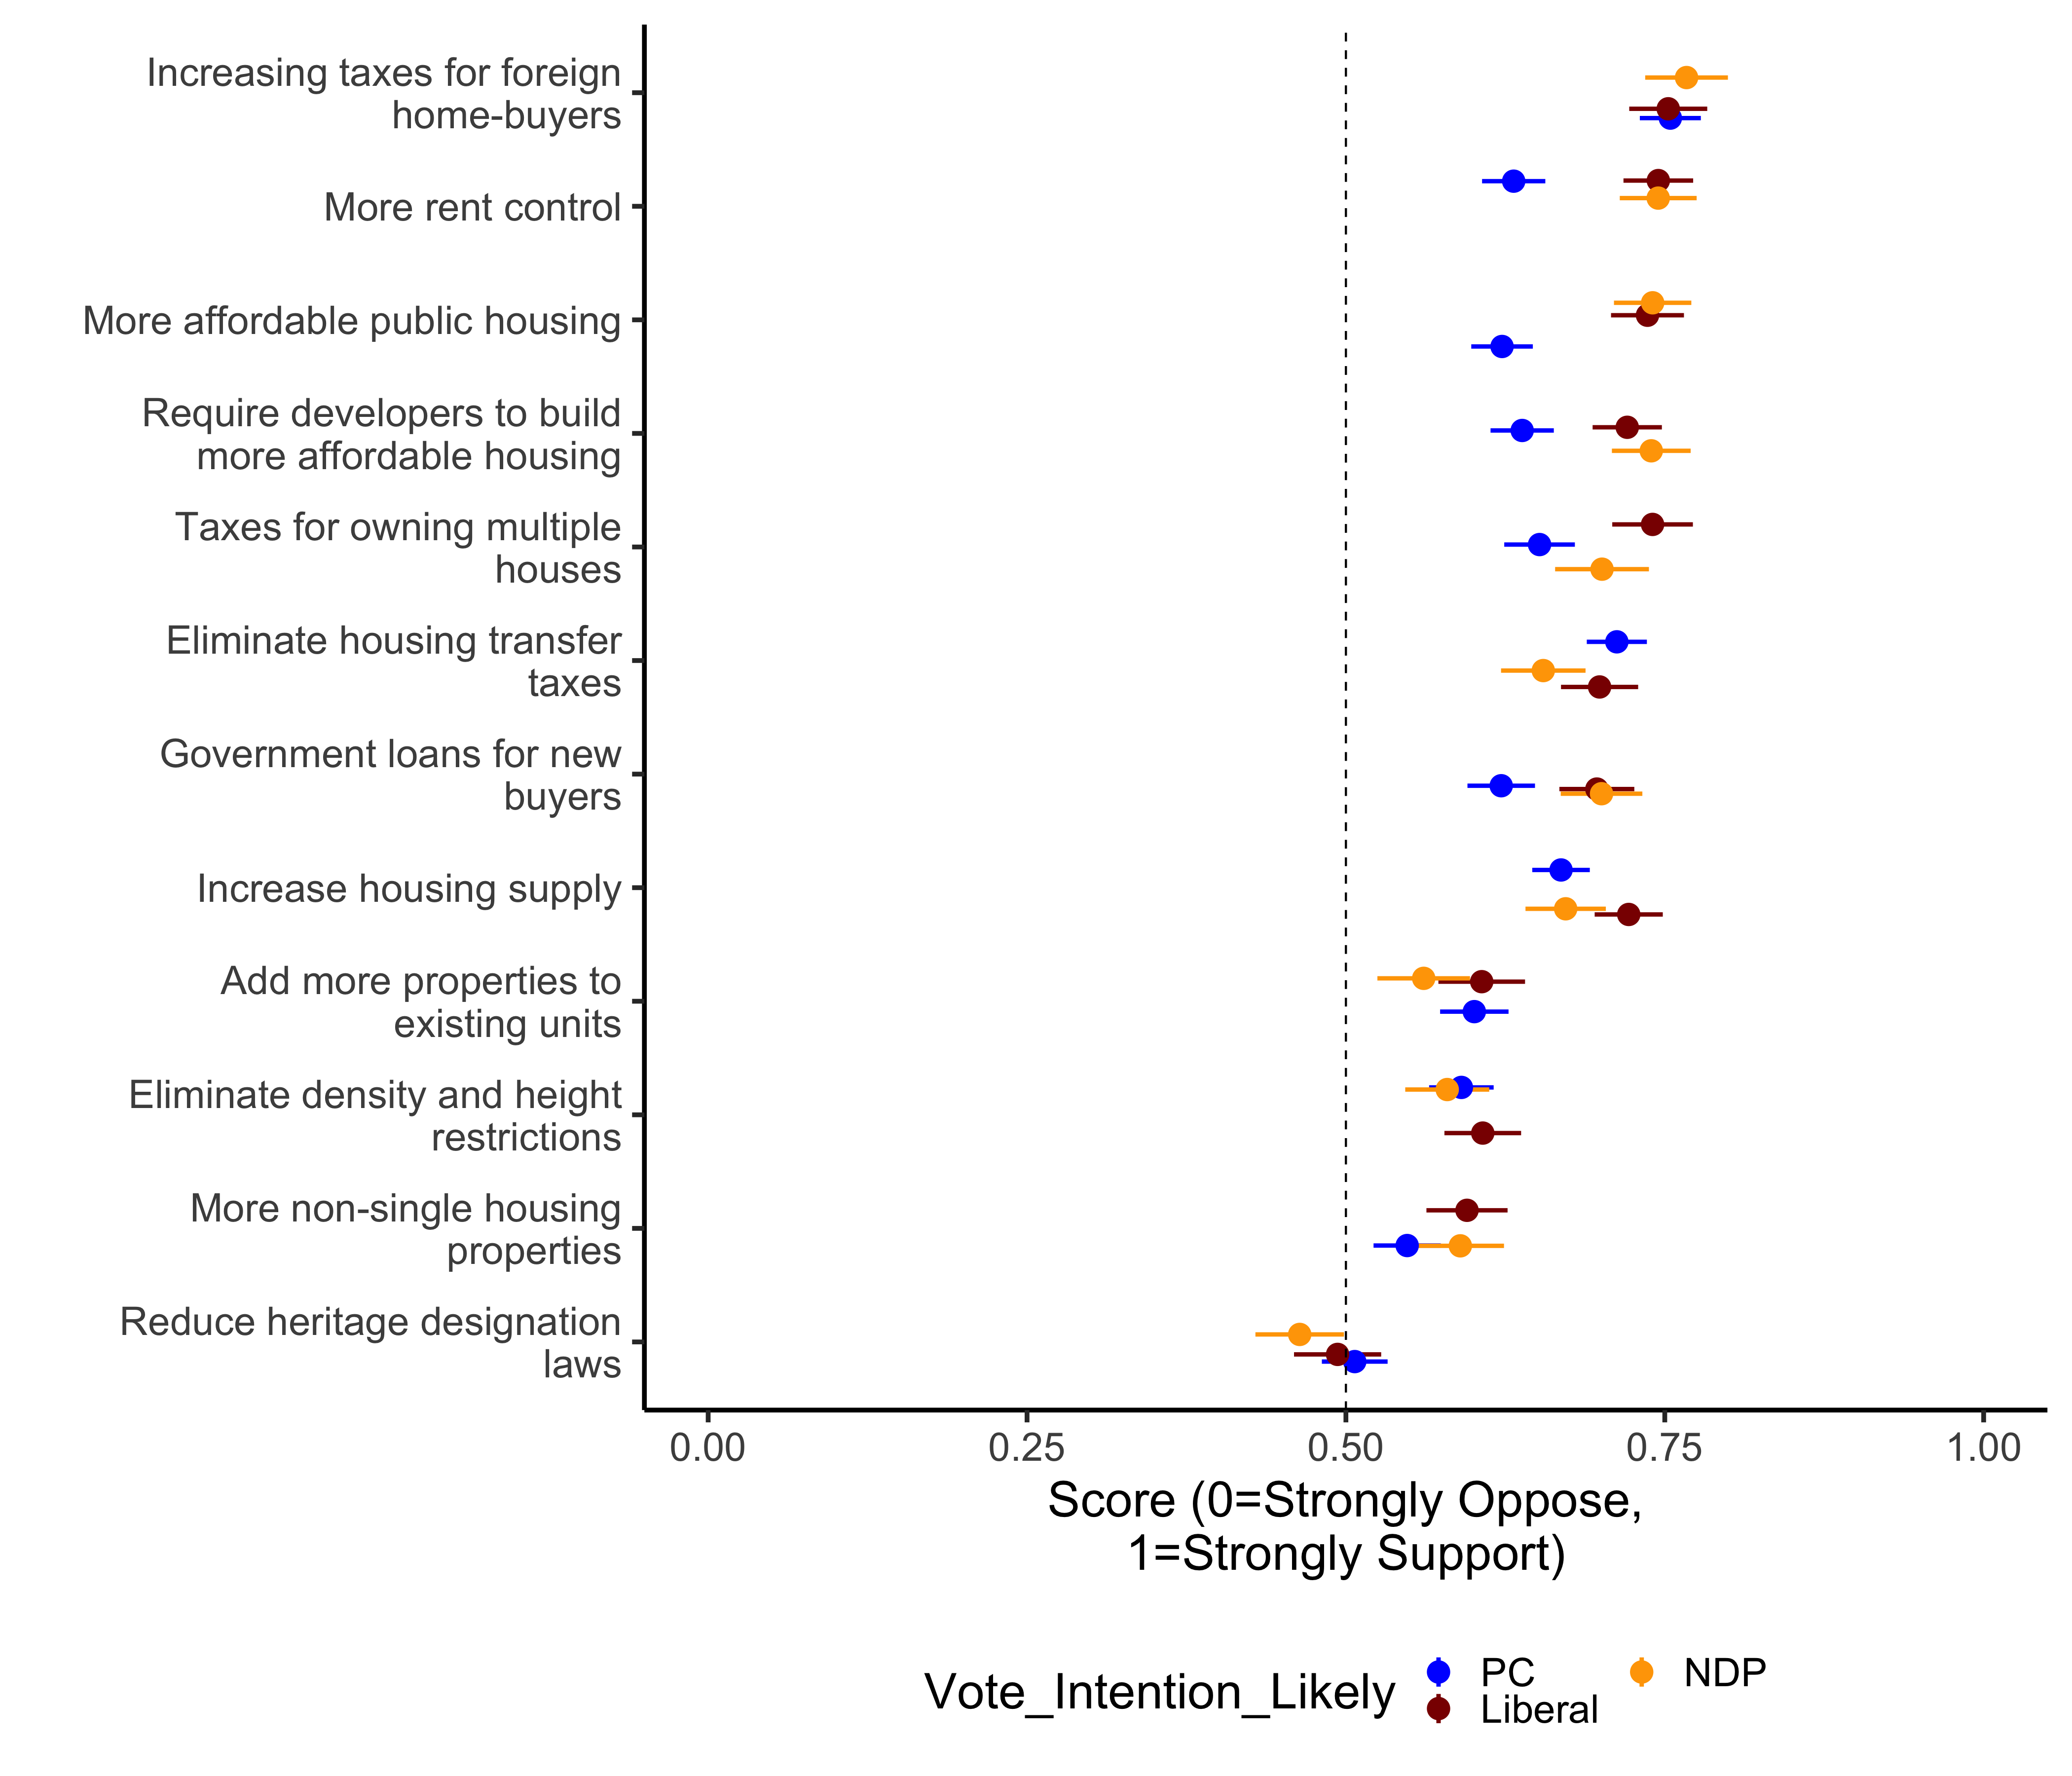 Increasing taxes for foreign
home-buyers
More rent control
More affordable public housing
Require developers to build
more affordable housing
Taxes for owning multiple
houses
Eliminate housing transfer
taxes
Government loans for new
buyers
Increase housing supply
Add more properties to
existing units
Eliminate density and height
restrictions
More non-single housing
properties
Reduce heritage designation
laws
0.00 0.25 0.50 0.75 1.00
Score (0=Strongly Oppose,
1=Strongly Support)
Vote_Intention_Likely
PC NDP
Liberal